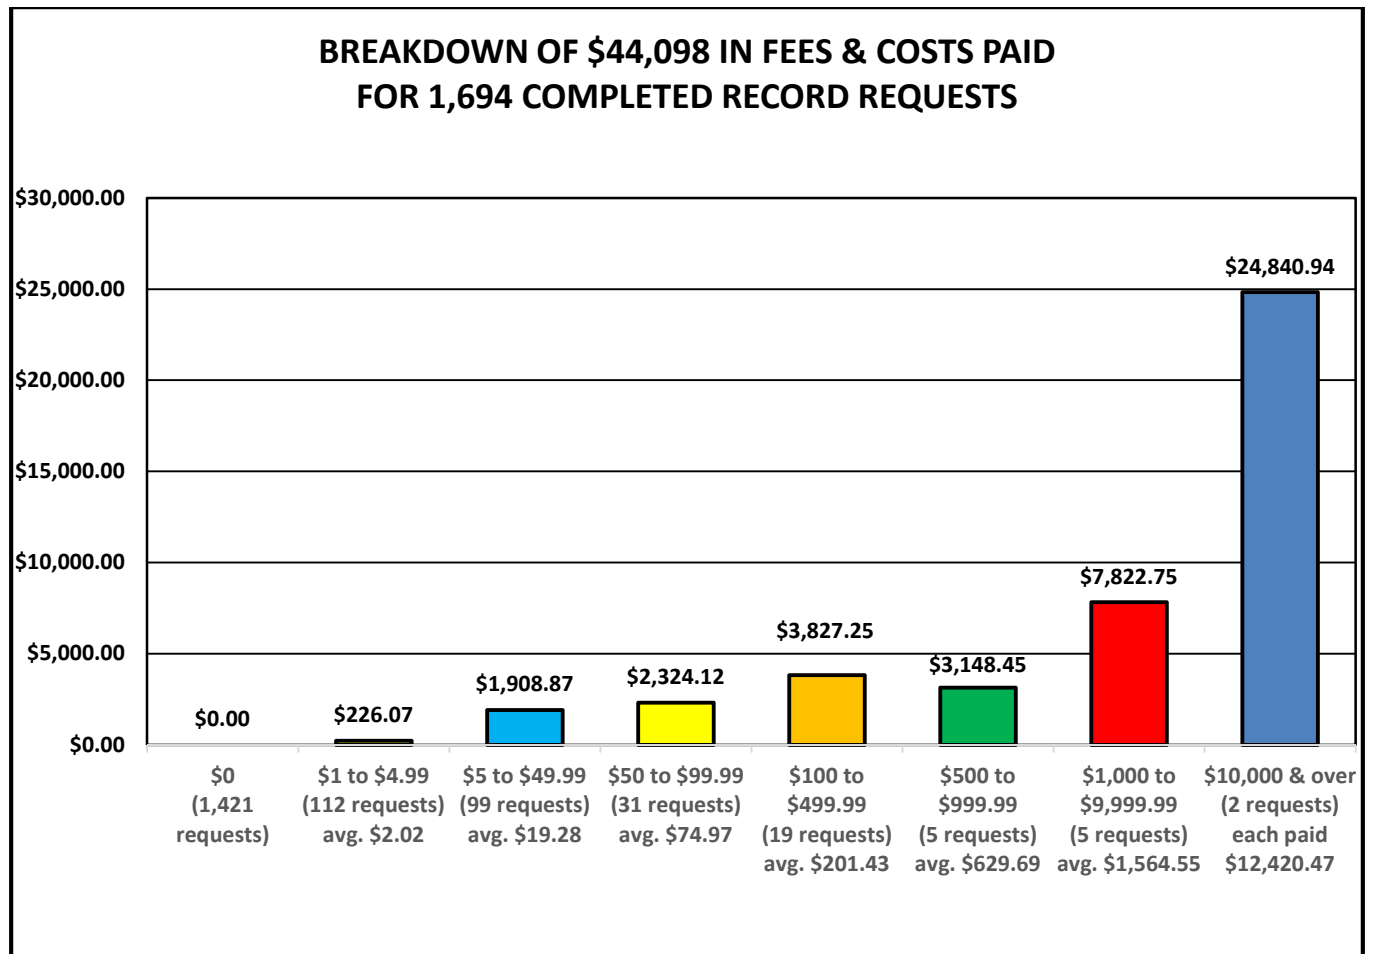 BREAKDOWN OF $44,098 IN FEES & COSTS PAID
FOR 1,694 COMPLETED RECORD REQUESTS
$30,000.00
$25,000.00
$20,000.00
$15,000.00
$10,000.00
$5,000.00
$0.00
$0.00
$226.07
$1,908.87
$2,324.12
$3,827.25
$3,148.45
$7,822.75
$24,840.94
$0
(1,421
requests)
$1 to $4.99
(112 requests)
avg. $2.02
$5 to $49.99
(99 requests)
avg. $19.28
$50 to $99.99
(31 requests)
avg. $74.97
$100 to
$499.99
(19 requests)
avg. $201.43
$500 to
$999.99
(5 requests)
avg. $629.69
$1,000 to
$9,999.99
(5 requests)
avg. $1,564.55
$10,000 & over
(2 requests)
each paid
$12,420.47